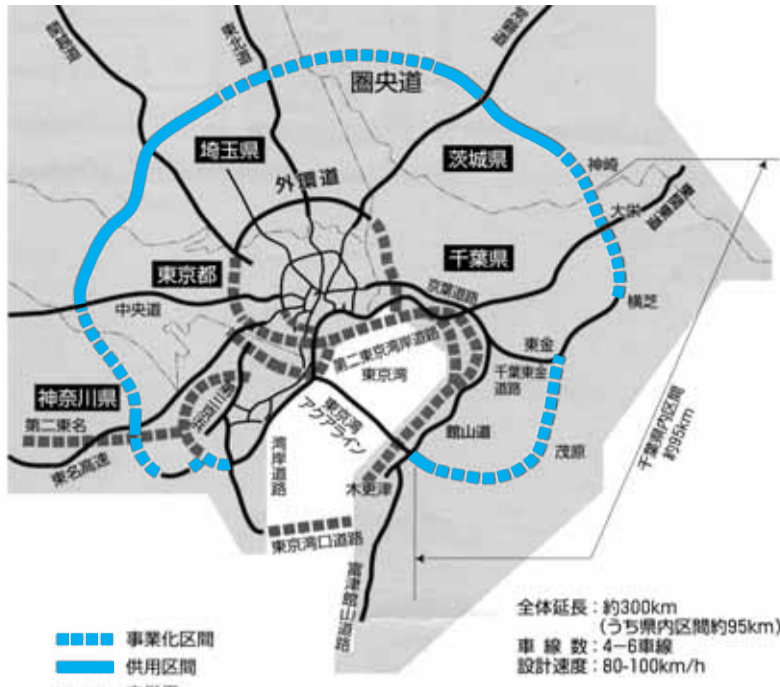 関越道
東北道
常磐道
圏央道
埼玉県
茨城県
神崎
外環道
大栄
東関東道
東京都
千葉県
京葉道路
中央道
横芝
第二東京湾岸道路
東京湾
東金
千葉東金
道路
神奈川県
第二東名
東京湾
アクアライン
館山道
千葉県内区間
約95km
東名高速
湾岸道路
茂原
木更津
東京湾口道路
富津館山道路
全体延長：約300km
(うち県内区間約95km)
車線数：4−6車線
設計速度：80-100km/h
事業化区間
供用区間